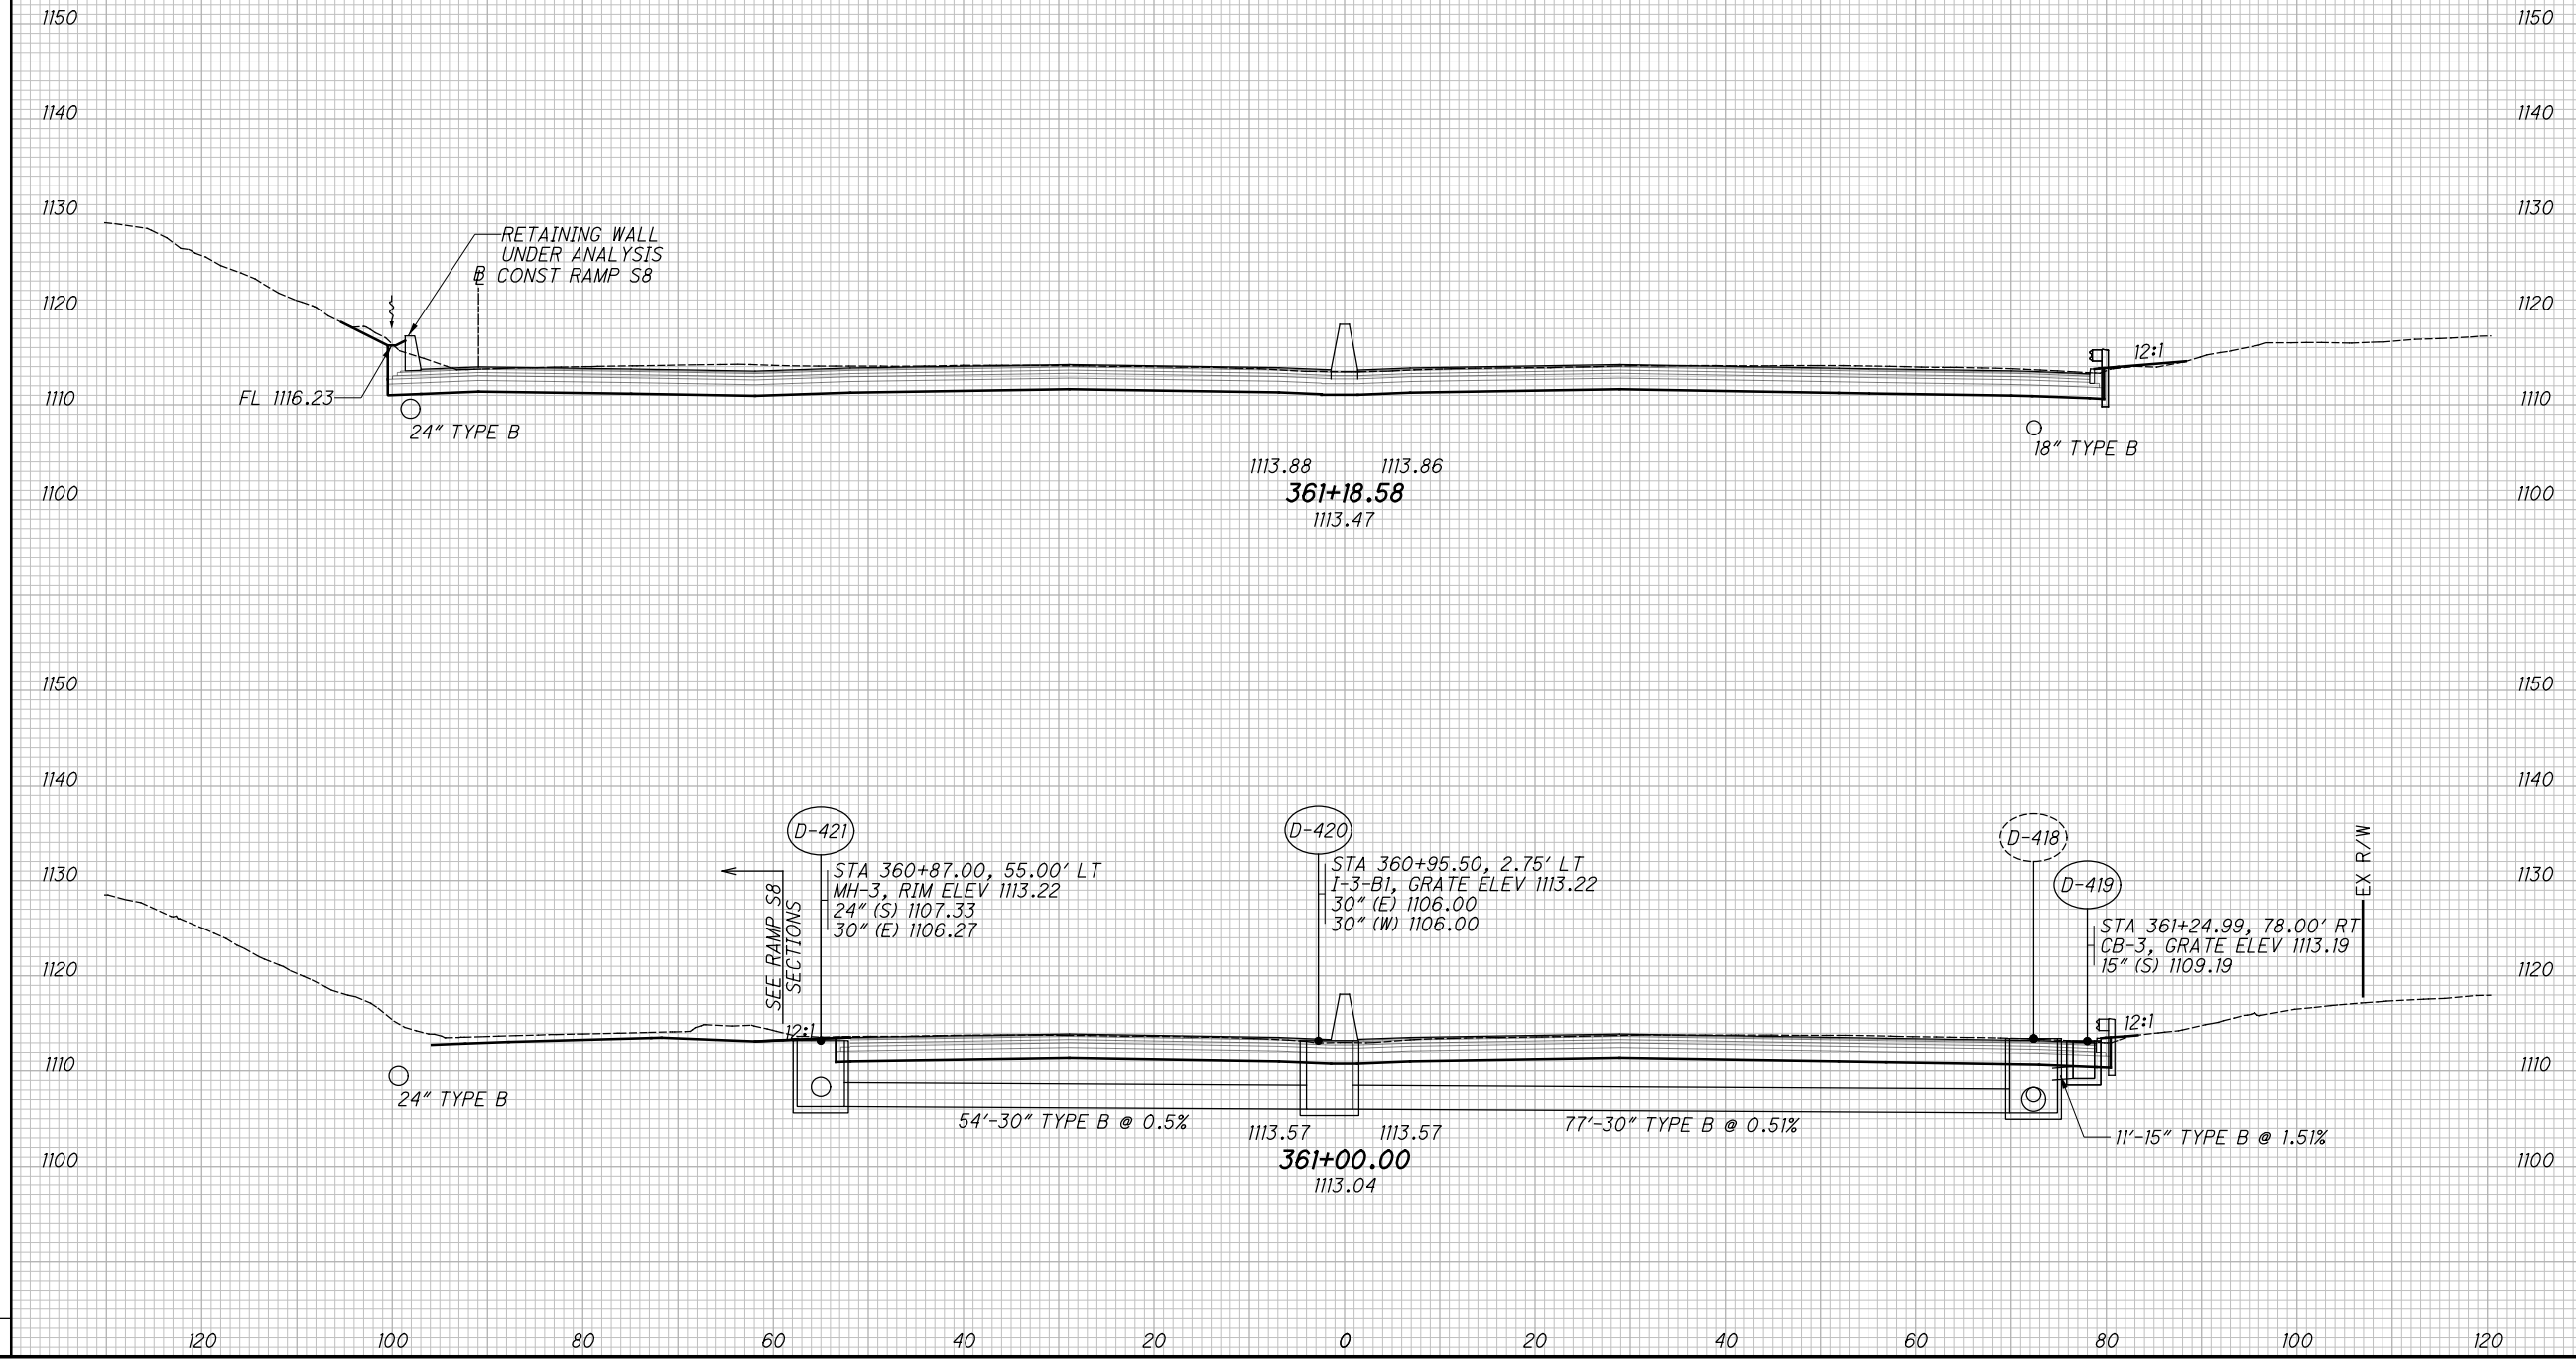 1150 1150
1140 1140
1130 1130
RETAINING WALL
UNDER ANALYSIS
CONST RAMP S8
1120 1120
12:1
FL 1116.23
1110 1110
24" TYPE B
18" TYPE B
1113.88 1113.86
1100 361+18.58 1100
1113.47
1150 1150
1140 1140
D-421
D-420
D-418
1130 1130
STA 360+87.00, 55.00' LT
MH-3, RIM ELEV 1113.22
24" (S) 1107.33
30" (E) 1106.27
STA 360+95.50, 2.75' LT
I-3-B1, GRATE ELEV 1113.22
30" (E) 1106.00
30" (W) 1106.00
D-419
EX R/W
STA 361+24.99, 78.00' RT
CB-3, GRATE ELEV 1113.19
15" (S) 1109.19
SEE RAMP S8
SECTIONS
1120 1120
12:1
12:1
1110 1110
24" TYPE B
54'-30" TYPE B @ 0.5%
77'-30" TYPE B @ 0.51%
11'-15" TYPE B @ 1.51%
1113.57 1113.57
1100 361+00.00 1100
1113.04
120 100 80 60 40 20 0 20 40 60 80 100 120